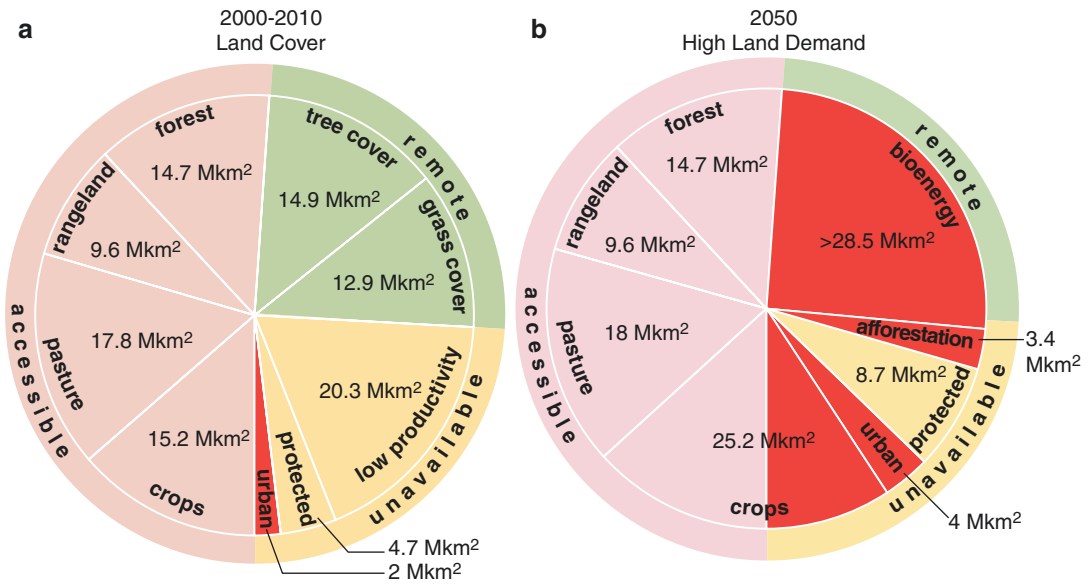 a
2000-2010
Land Cover
forest
14.7 Mkm²
tree cover
14.9 Mkm²
remote
grass cover
12.9 Mkm²
rangeland
9.6 Mkm²
accessible
pasture
17.8 Mkm²
20.3 Mkm²
low productivity
unavailable
15.2 Mkm²
crops
urban
protected
4.7 Mkm²
2 Mkm²
b
2050
High Land Demand
forest
14.7 Mkm²
remote
bioenergy
>28.5 Mkm²
rangeland
9.6 Mkm²
accessible
pasture
18 Mkm²
afforestation
3.4
Mkm²
8.7 Mkm²
protected
unavailable
urban
4 Mkm²
25.2 Mkm²
crops